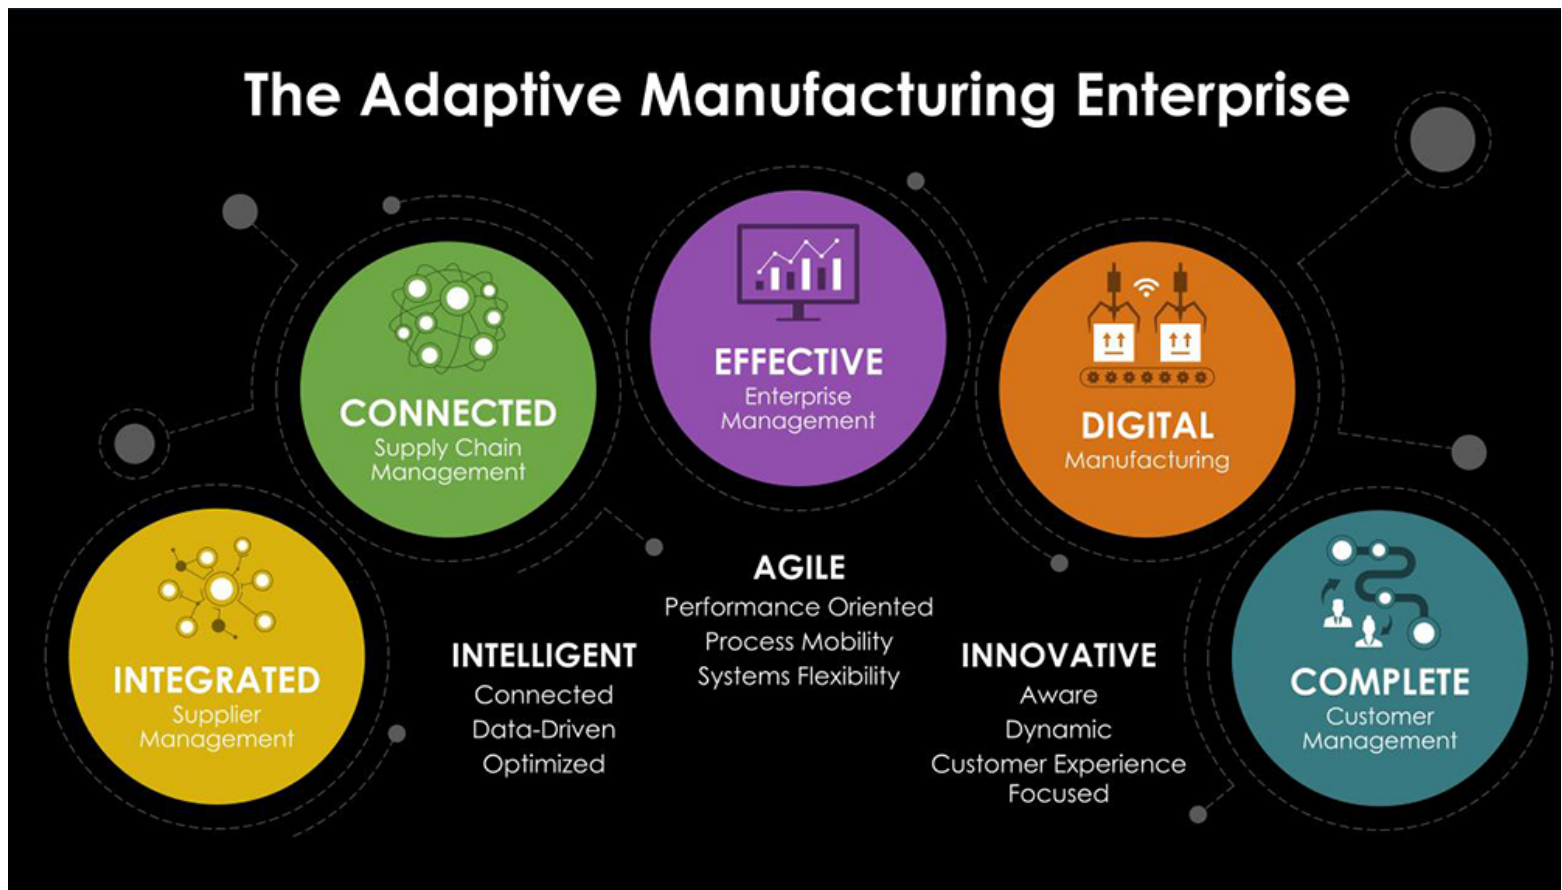 The Adaptive Manufacturing Enterprise
INTEGRATED
Supplier
Management
CONNECTED
Supply Chain
Management
EFFECTIVE
Enterprise
Management
DIGITAL
Manufacturing
COMPLETE
Customer
Management
INTELLIGENT
Connected
Data-Driven
Optimized
AGILE
Performance Oriented
Process Mobility
Systems Flexibility
INNOVATIVE
Aware
Dynamic
Customer Experience
Focused